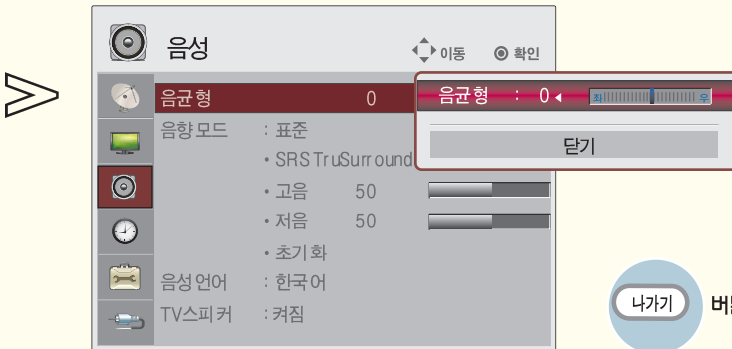 음성
이동 확인
음균형 0
음균형 : 0
좌 우
닫기
음향모드 : 표준
• SRS TruSurround
• 고음 50
• 저음 50
• 초기화
음성언어 : 한국어
TV스피커 : 켜짐
나가기